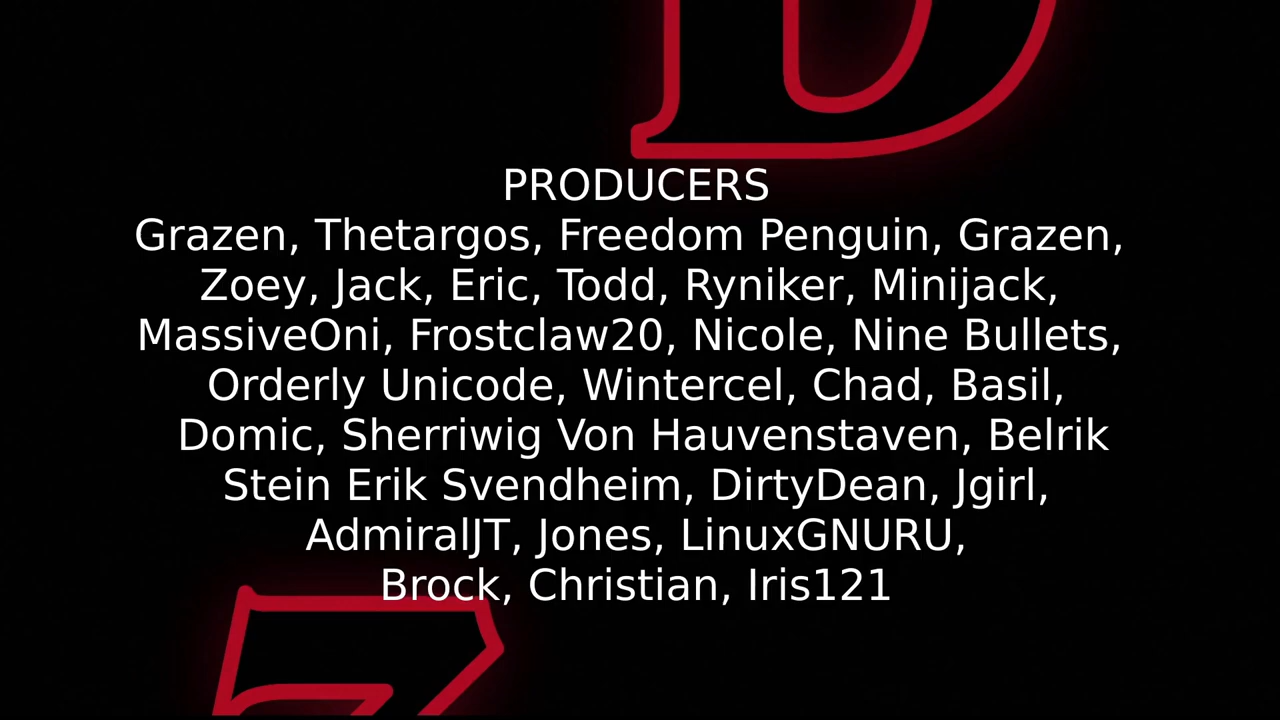 PRODUCERS
Grazen, Thetargos, Freedom Penguin, Grazen,
Zoey, Jack, Eric, Todd, Ryniker, Minijack,
MassiveOni, Frostclaw20, Nicole, Nine Bullets,
Orderly Unicode, Wintercel, Chad, Basil,
Domic, Sherriwig Von Hauvenstaven, Belrik
Stein Erik Svendheim, DirtyDean, Jgirl,
AdmiralJT, Jones, LinuxGNURU,
Brock, Christian, Iris121